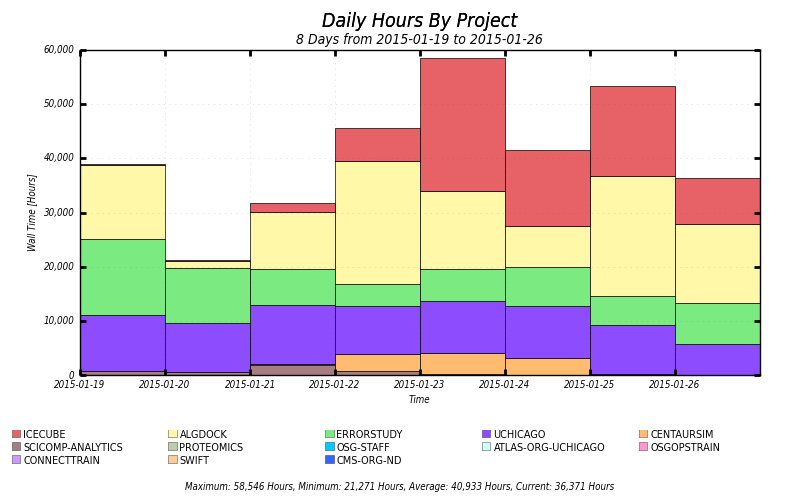 Daily Hours By Project
8 Days from 2015-01-19 to 2015-01-26
60,000
50,000
40,000
30,000
20,000
10,000
0
Wall Time [Hours]
2015-01-19 2015-01-20 2015-01-21 2015-01-22 2015-01-23 2015-01-24 2015-01-25 2015-01-26
Time
ICECUBE ALGDOCK ERRORSTUDY UCHICAGO CENTAURSIM
SCICOMP-ANALYTICS PROTEOMICS OSG-STAFF ATLAS-ORG-UCHICAGO OSGOPSTRAIN
CONNECTTRAIN SWIFT CMS-ORG-ND
Maximum: 58,546 Hours, Minimum: 21,271 Hours, Average: 40,933 Hours, Current: 36,371 Hours